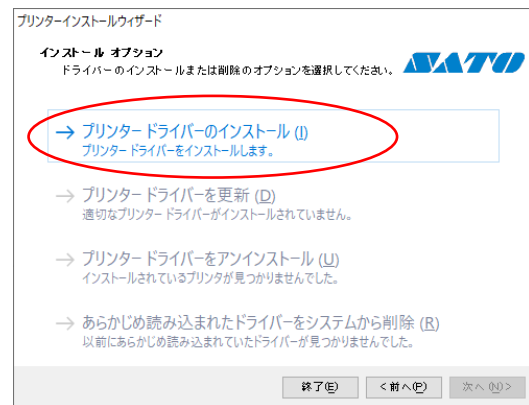 プリンターインストールウィザード
インストール オプション
ドライバーのインストールまたは削除のオプションを選択してください。
SATO
→ プリンター ドライバーのインストール (I)
プリンター ドライバーをインストールします。
→ プリンター ドライバーを更新 (D)
適切なプリンター ドライバーがインストールされていません。
→ プリンター ドライバーをアンインストール (U)
インストールされているプリンタが見つかりませんでした。
→ あらかじめ読み込まれたドライバーをシステムから削除 (R)
以前にあらかじめ読み込まれていたドライバーが見つかりませんでした。
終了(E) <前へ(P) 次へ(N)>